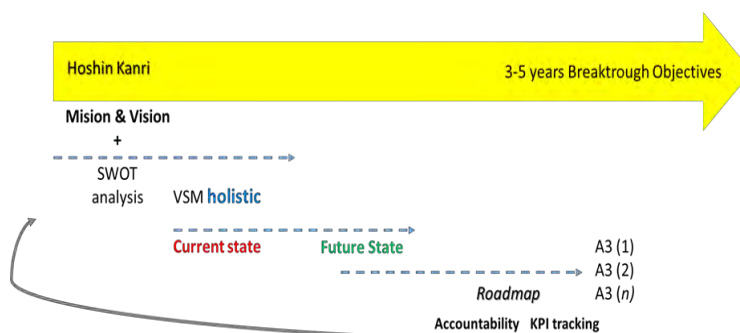 Hoshin Kanri
3-5 years Breaktrough Objectives
Mision & Vision
+
SWOT
analysis
VSM holistic
Current state
Future State
A3 (1)
A3 (2)
Roadmap
A3 (n)
Accountability KPI tracking